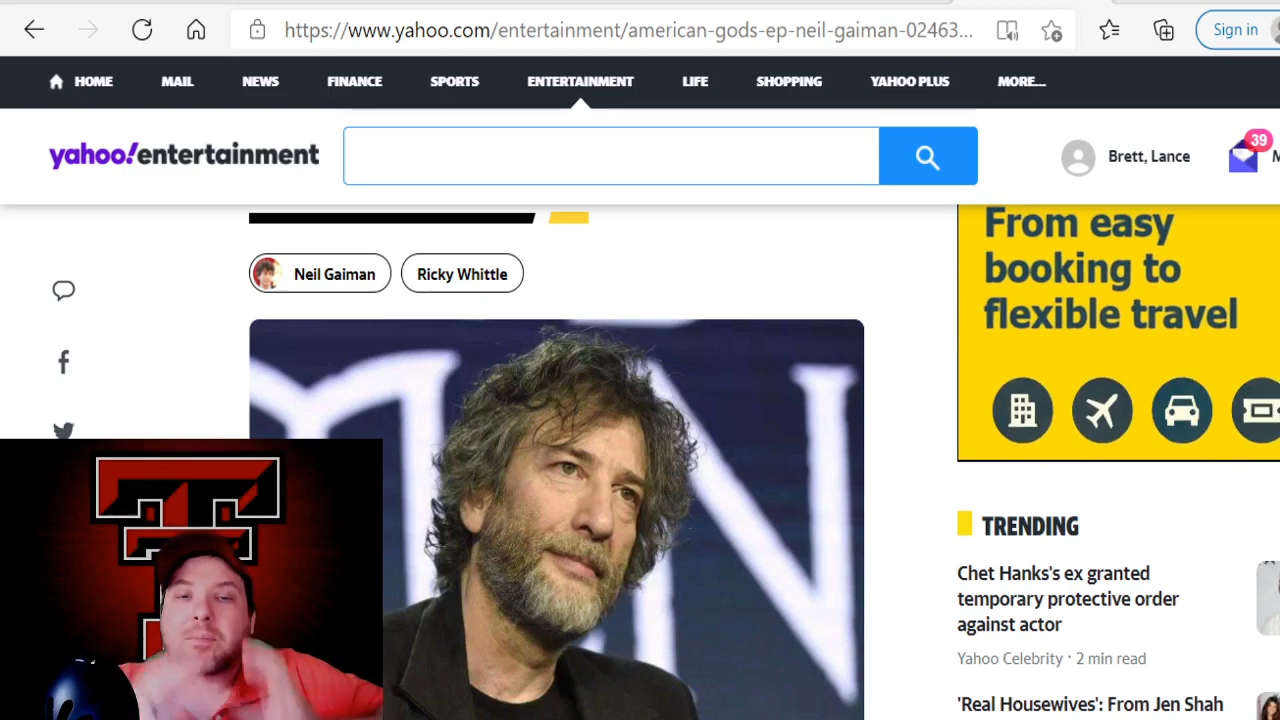 https://www.yahoo.com/entertainment/american-gods-ep-neil-gaiman-02463...
Sign in
HOME MAIL NEWS FINANCE SPORTS ENTERTAINMENT LIFE SHOPPING YAHOO PLUS MORE...
yahoo!entertainment
Brett, Lance
39
M
Neil Gaiman
Ricky Whittle
From easy
booking to
flexible travel
TRENDING
Chet Hanks's ex granted
temporary protective order
against actor
Yahoo Celebrity · 2 min read
'Real Housewives': From Jen Shah